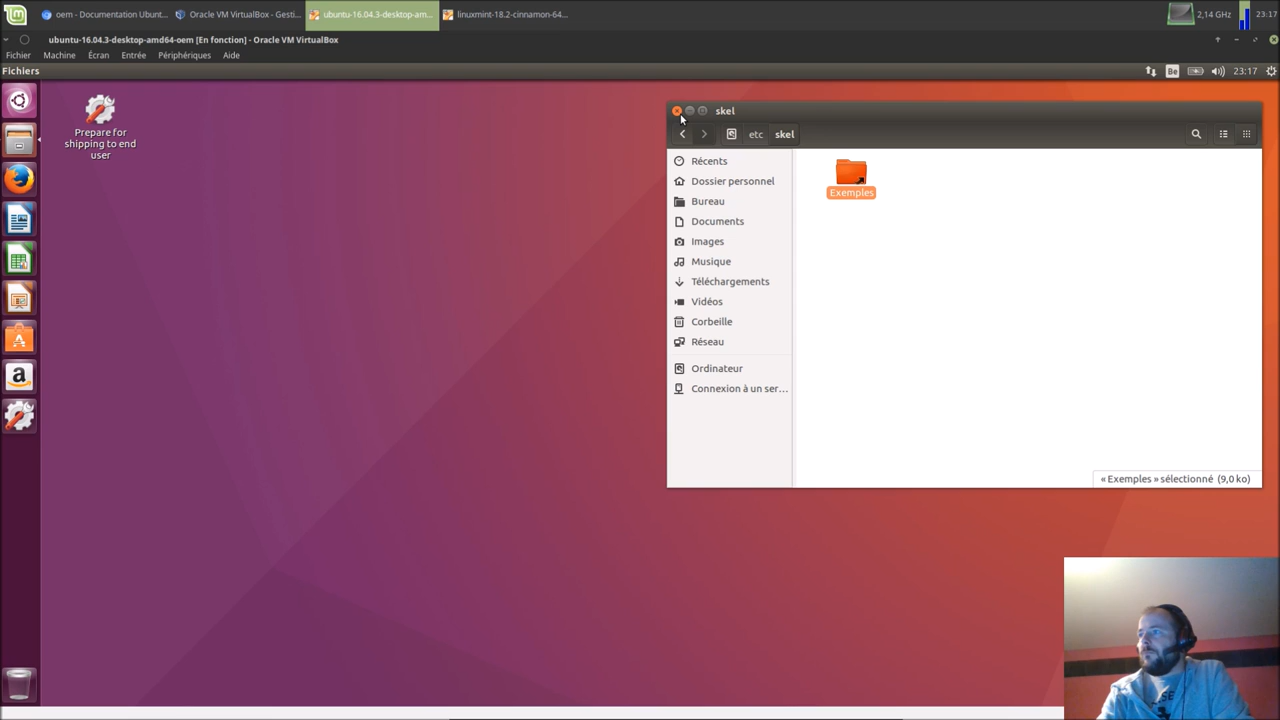 oem - Documentation Ubunt...
Oracle VM VirtualBox - Gesti...
ubuntu-16.04.3-desktop-am...
linuxmint-18.2-cinnamon-64...
2,14 GHz
23:17
ubuntu-16.04.3-desktop-amd64-oem [En fonction] - Oracle VM VirtualBox
Fichier Machine Écran Entrée Périphériques Aide
Fichiers
Be
23:17
Prepare for
shipping to end
user
skel
etc skel
Récents
Dossier personnel
Bureau
Documents
Images
Musique
Téléchargements
Vidéos
Corbeille
Réseau
Ordinateur
Connexion à un ser...
Exemples
« Exemples » sélectionné (9,0 ko)